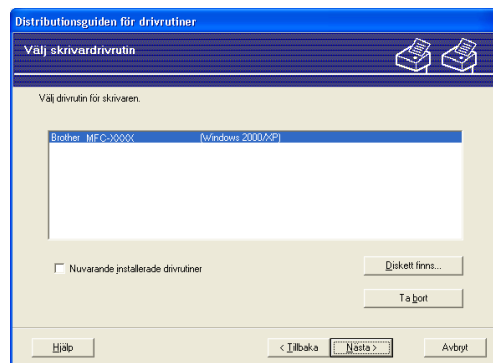 Distributionsguiden för drivrutiner
Välj skrivardrivrutin
Välj drivrutin för skrivaren.
Brother MFC-XXXX (Windows 2000/XP)
Nuvarande installerade drivrutiner
Diskett finns...
Ta bort
Hjälp
< Tillbaka
Nästa >
Avbryt